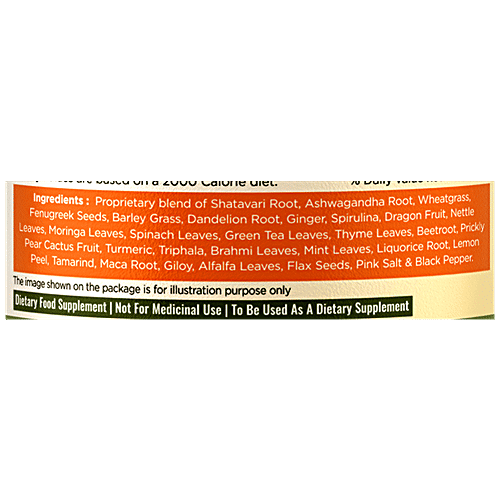 are based on a 2000 Calorie diet. % Daily Value
Ingredients : Proprietary blend of Shatavari Root, Ashwagandha Root, Wheatgrass,
Fenugreek Seeds, Barley Grass, Dandelion Root, Ginger, Spirulina, Dragon Fruit, Nettle
Leaves, Moringa Leaves, Spinach Leaves, Green Tea Leaves, Thyme Leaves, Beetroot, Prickly
Pear Cactus Fruit, Turmeric, Triphala, Brahmi Leaves, Mint Leaves, Liquorice Root, Lemon
Peel, Tamarind, Maca Root, Giloy, Alfalfa Leaves, Flax Seeds, Pink Salt & Black Pepper.
The image shown on the package is for illustration purpose only
Dietary Food Supplement | Not For Medicinal Use | To Be Used As A Dietary Supplement